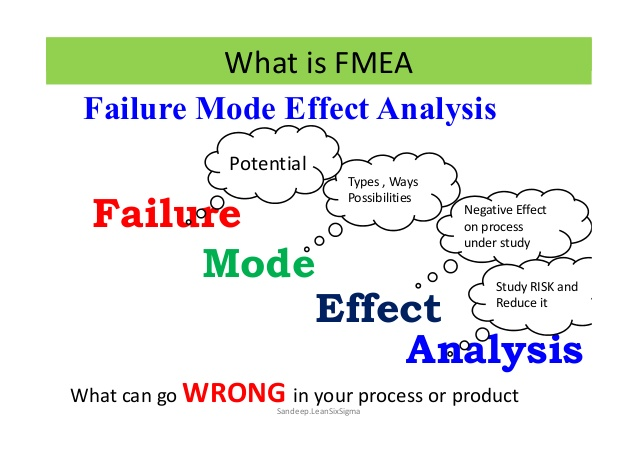 What is FMEA
Failure Mode Effect Analysis
Potential
Types , Ways
Possibilities
Failure
Negative Effect
on process
under study
Mode
Study RISK and
Reduce it
Effect
Analysis
What can go WRONG in your process or product
Sandeep.LeanSixSigma